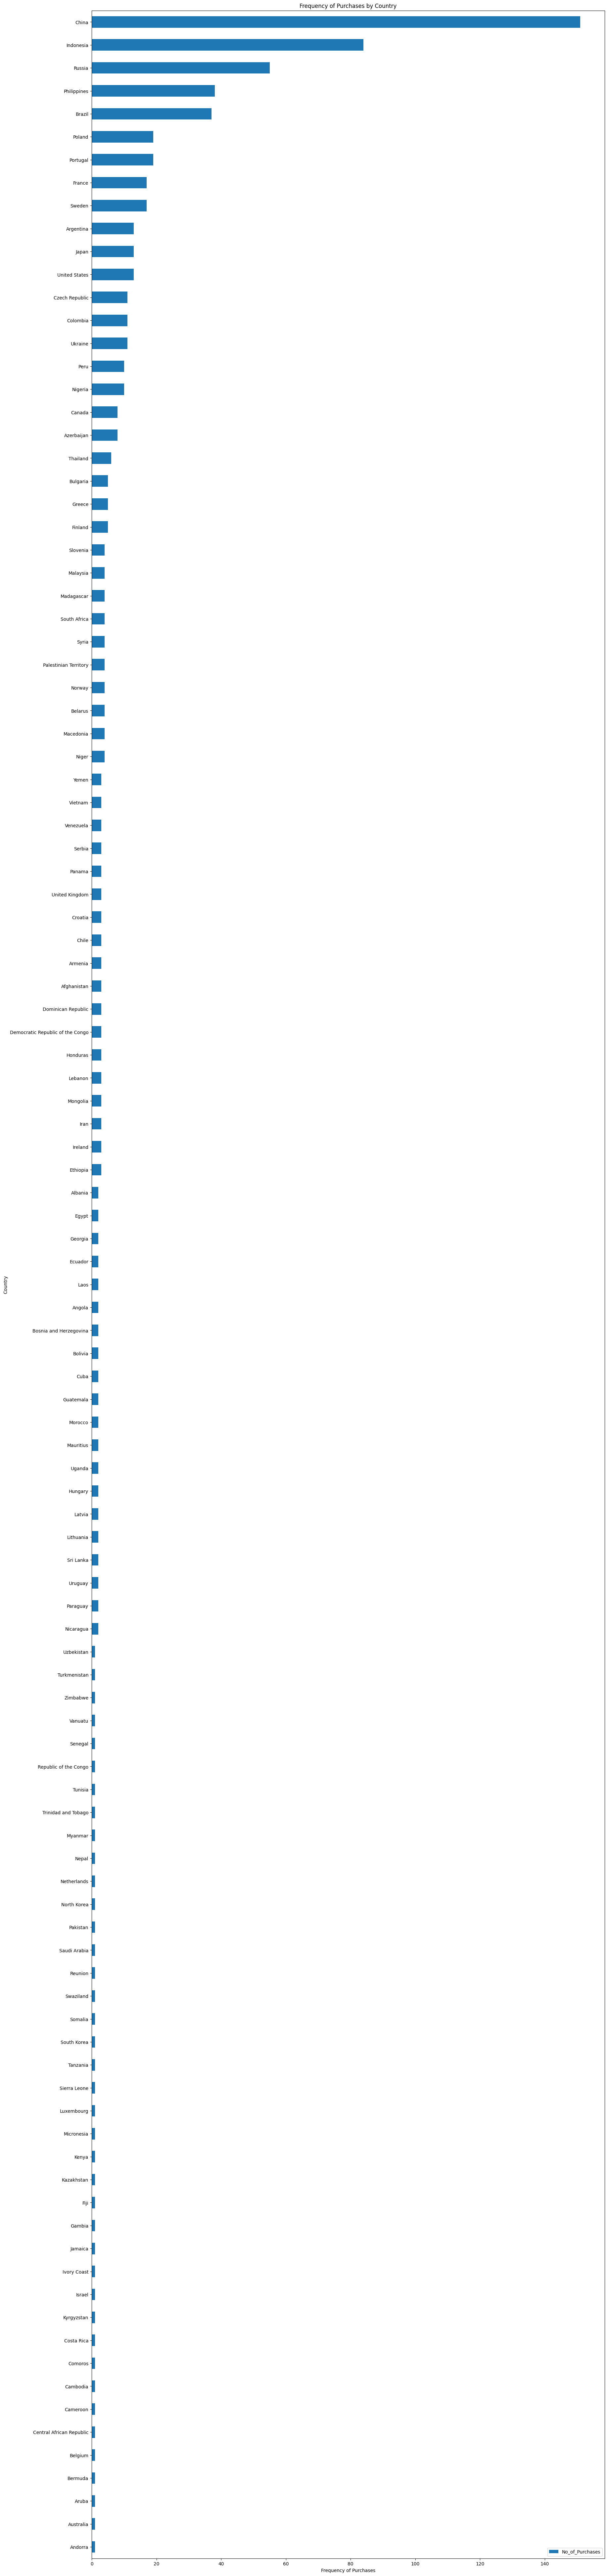 Frequency of Purchases by Country
China
Indonesia
Russia
Philippines
Brazil
Poland
Portugal
France
Sweden
Argentina
Japan
United States
Czech Republic
Colombia
Ukraine
Peru
Nigeria
Canada
Azerbaijan
Thailand
Bulgaria
Greece
Finland
Slovenia
Malaysia
Madagascar
South Africa
Syria
Palestinian Territory
Norway
Belarus
Macedonia
Niger
Yemen
Vietnam
Venezuela
Serbia
Panama
United Kingdom
Croatia
Chile
Armenia
Afghanistan
Dominican Republic
Democratic Republic of the Congo
Honduras
Lebanon
Mongolia
Iran
Ireland
Ethiopia
Albania
Egypt
Georgia
Ecuador
Country
Laos
Angola
Bosnia and Herzegovina
Bolivia
Cuba
Guatemala
Morocco
Mauritius
Uganda
Hungary
Latvia
Lithuania
Sri Lanka
Uruguay
Paraguay
Nicaragua
Uzbekistan
Turkmenistan
Zimbabwe
Vanuatu
Senegal
Republic of the Congo
Tunisia
Trinidad and Tobago
Myanmar
Nepal
Netherlands
North Korea
Pakistan
Saudi Arabia
Reunion
Swaziland
Somalia
South Korea
Tanzania
Sierra Leone
Luxembourg
Micronesia
Kenya
Kazakhstan
Fiji
Gambia
Jamaica
Ivory Coast
Israel
Kyrgyzstan
Costa Rica
Comoros
Cambodia
Cameroon
Central African Republic
Belgium
Bermuda
Aruba
Australia
Andorra
No_of_Purchases
0 20 40 60 80 100 120 140
Frequency of Purchases